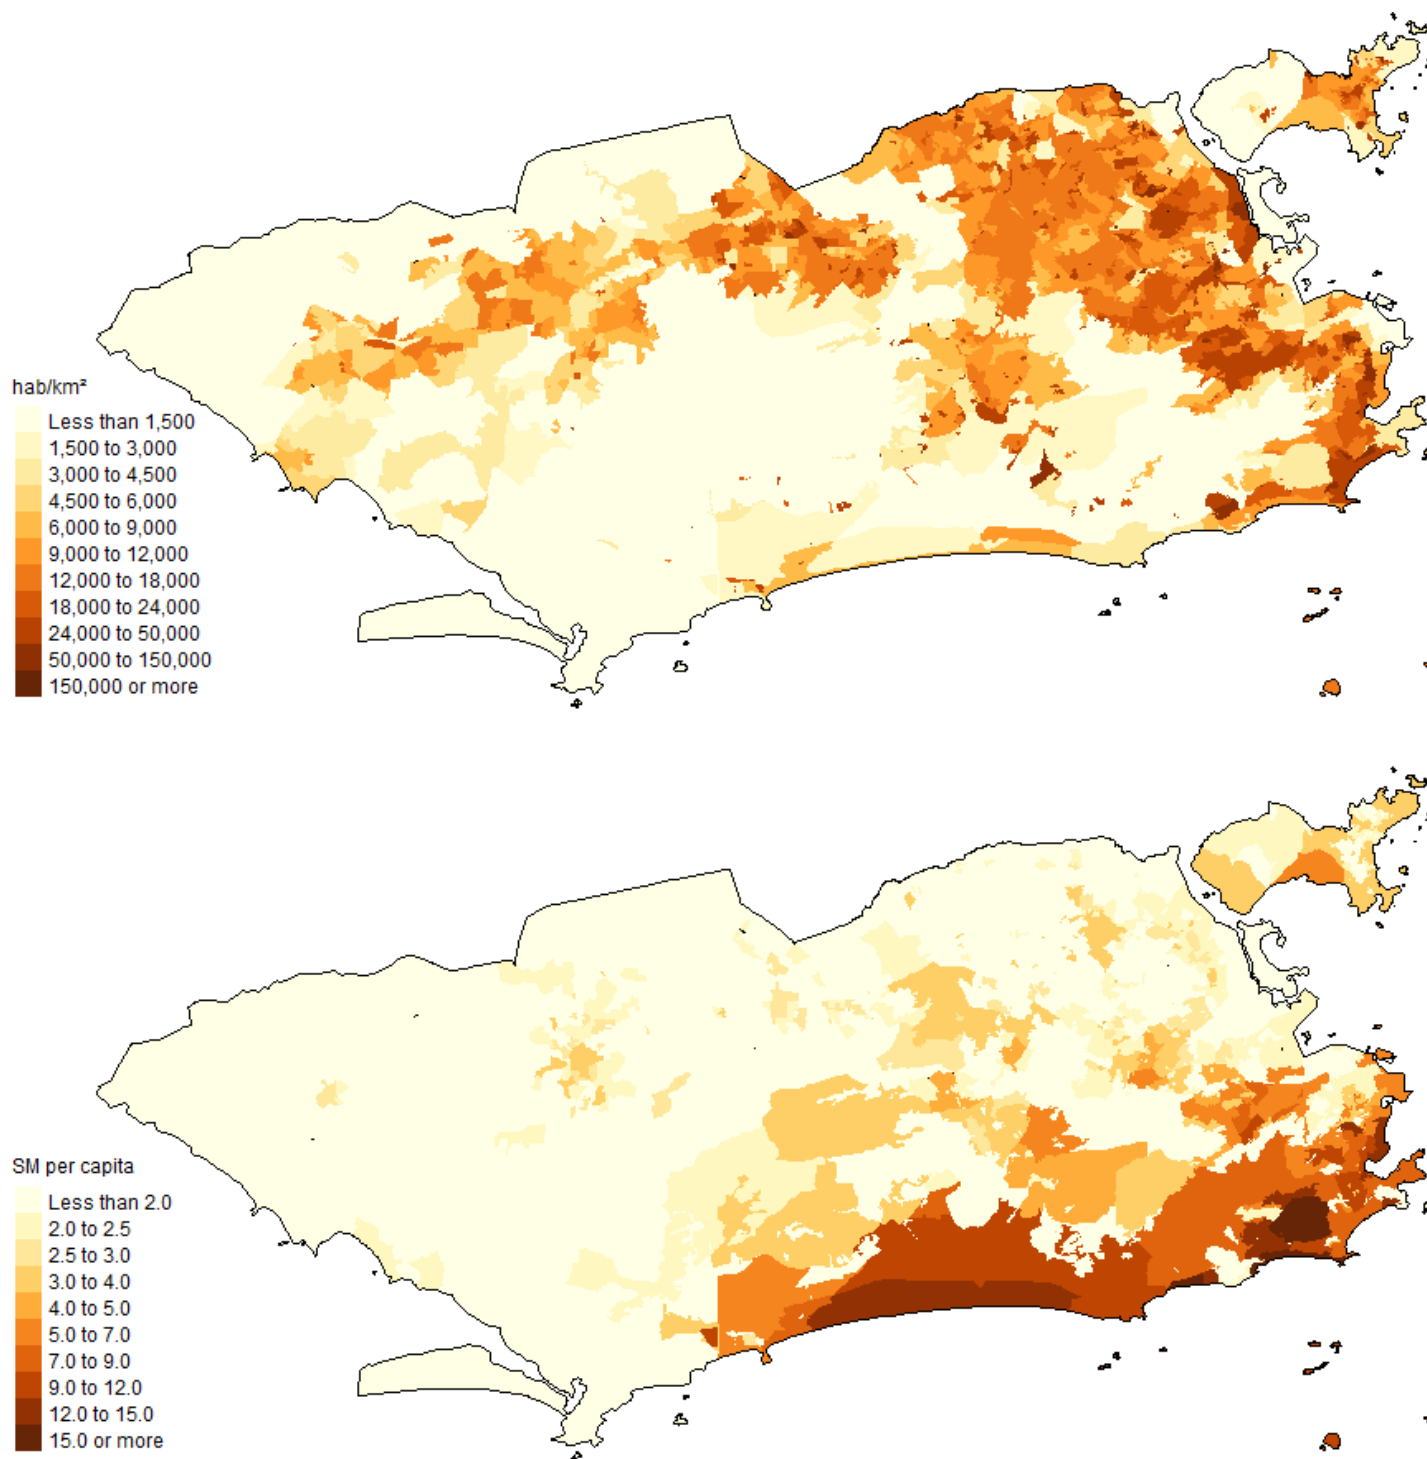 hab/km²
Less than 1,500
1,500 to 3,000
3,000 to 4,500
4,500 to 6,000
6,000 to 9,000
9,000 to 12,000
12,000 to 18,000
18,000 to 24,000
24,000 to 50,000
50,000 to 150,000
150,000 or more
SM per capita
Less than 2.0
2.0 to 2.5
2.5 to 3.0
3.0 to 4.0
4.0 to 5.0
5.0 to 7.0
7.0 to 9.0
9.0 to 12.0
12.0 to 15.0
15.0 or more